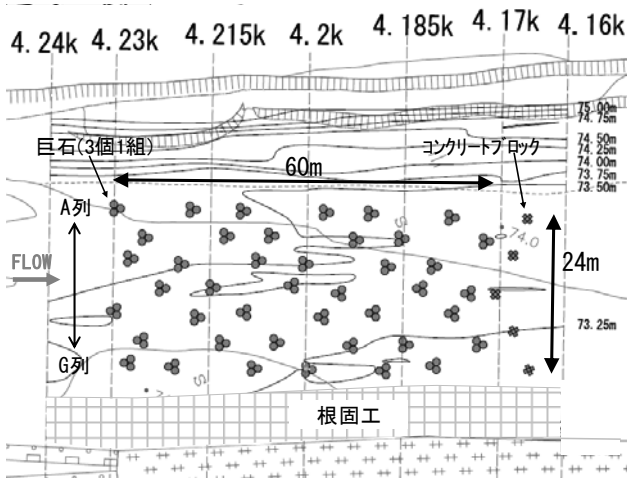 4.24k 4.23k 4.215k 4.2k 4.185k 4.17k 4.16k
75.00m
74.75m
74.50m
74.25m
74.00m
73.75m
73.50m
巨石(3個1組)
60m
コンクリートブロック
A列
S
74.0
FLOW
24m
73.25m
G列
S
根固工